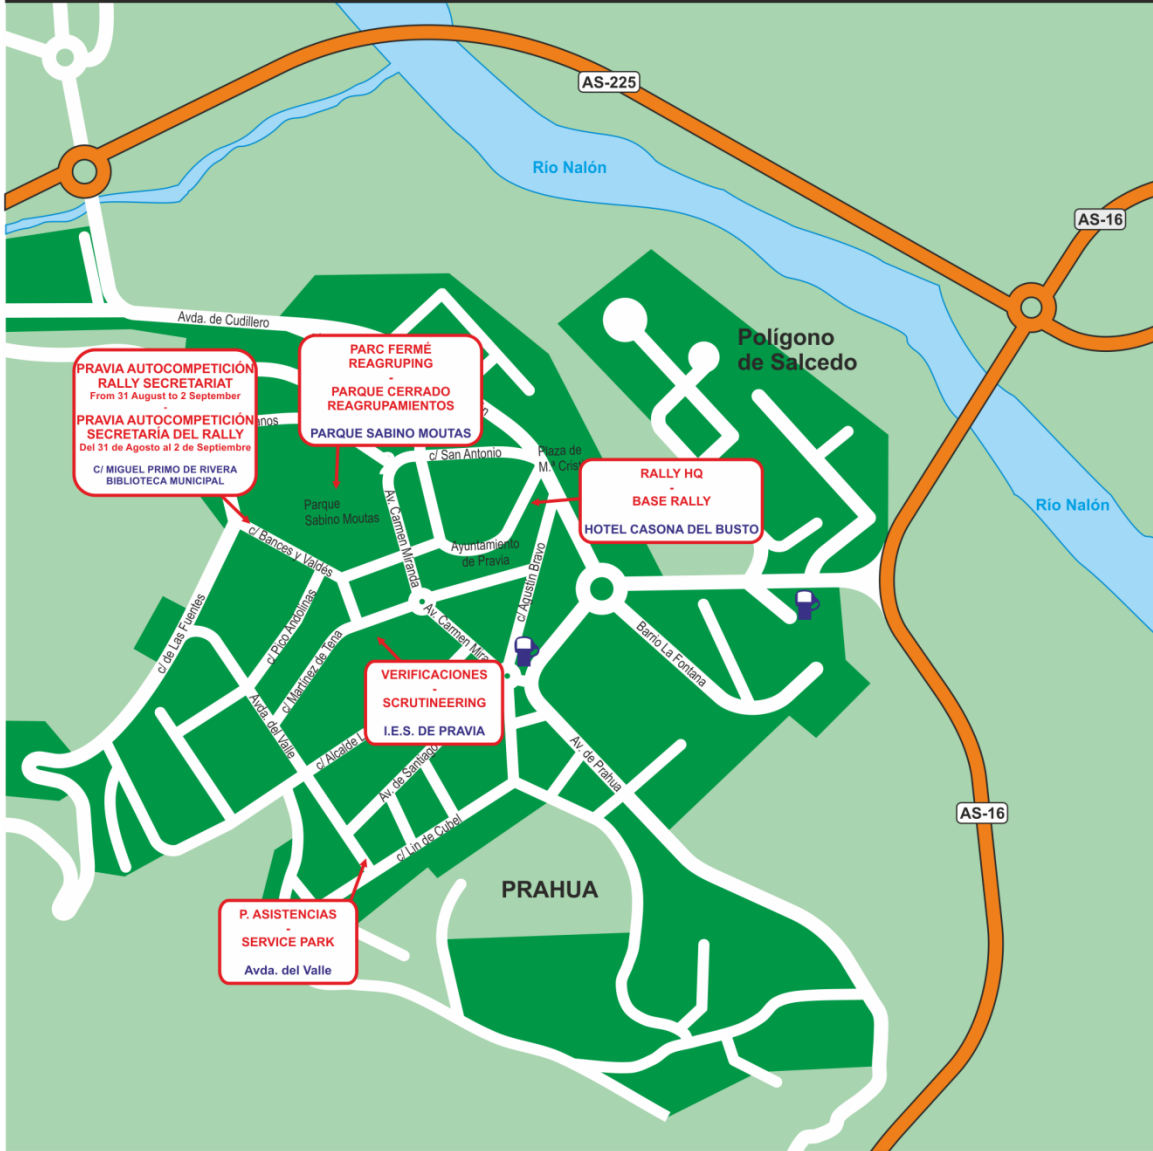 AS-225
Río Nalón
AS-16
Avda. de Cudillero
Polígono
de Salcedo
PRAVIA AUTOCOMPETICIÓN
RALLY SECRETARIAT
From 31 August to 2 September
-
PRAVIA AUTOCOMPETICIÓN
SECRETARÍA DEL RALLY
Del 31 de Agosto al 2 de Septiembre
C/ MIGUEL PRIMO DE RIVERA
BIBLIOTECA MUNICIPAL
PARC FERMÉ
REAGRUPING
-
PARQUE CERRADO
REAGRUPAMIENTOS
PARQUE SABINO MOUTAS
c/ San Antonio
Plaza de
M.ª Cristi
RALLY HQ
-
BASE RALLY
HOTEL CASONA DEL BUSTO
Parque
Sabino Moutas
Av. Carmen Miranda
Río Nalón
c/ Bances y Valdés
Ayuntamiento
de Pravia
c/ Agustín Bravo
c/ de Las Fuentes
c/ Pico Andolinas
c/ Martínez de Tena
Av. Carmen Mira
Barrio La Fontana
VERIFICACIONES
-
SCRUTINEERING
I.E.S. DE PRAVIA
Avda. del Valle
c/ Alcalde L
Av. de Santiago
Av. de Prahua
AS-16
c/ Lin de Cubel
PRAHUA
P. ASISTENCIAS
-
SERVICE PARK
Avda. del Valle